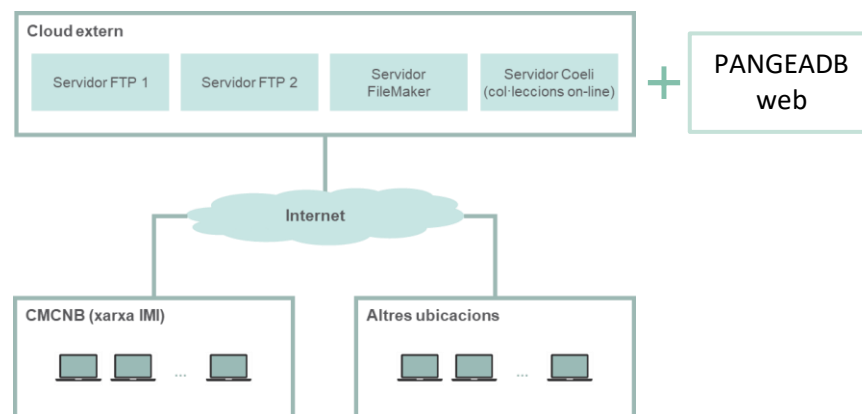 Cloud extern
Servidor FTP 1
Servidor FTP 2
Servidor
FileMaker
Servidor Coeli
(col·leccions on-line)
+
PANGEADB
web
Internet
CMCNB (xarxa IMI)
...
Altres ubicacions
...